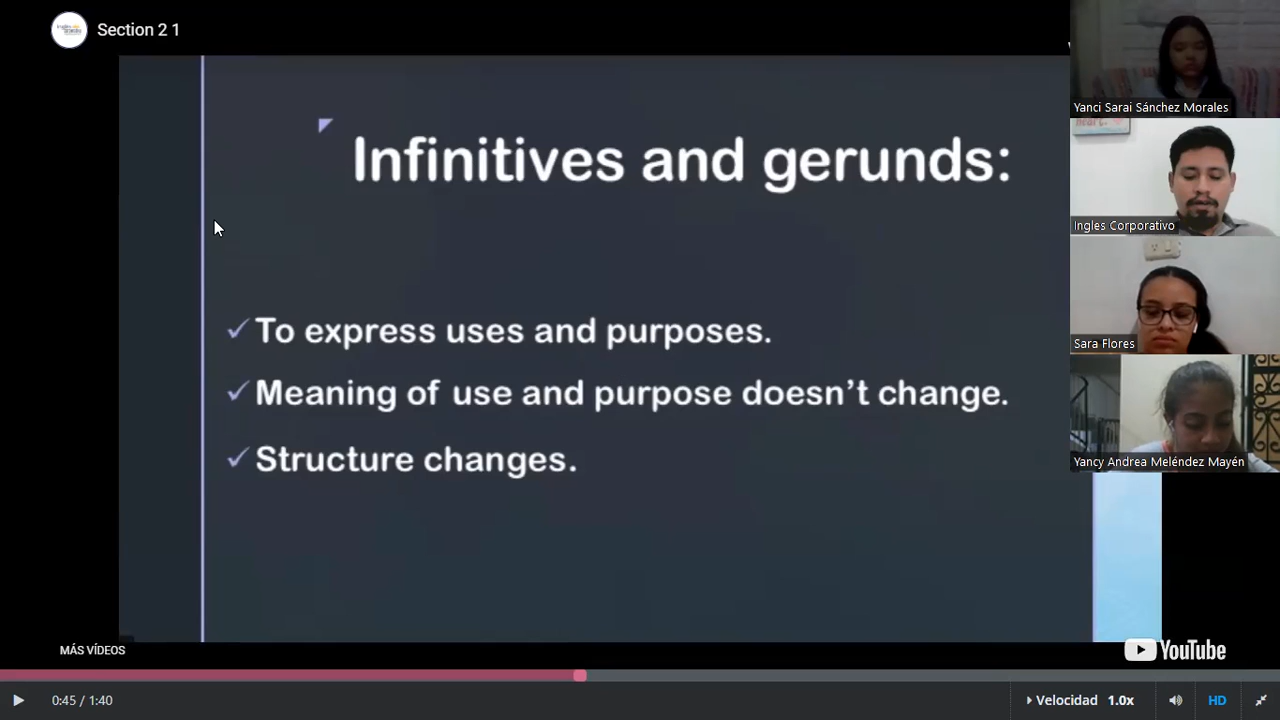 Section 2 1
Infinitives and gerunds:
✓ To express uses and purposes.
✓ Meaning of use and purpose doesn't change.
✓ Structure changes.
Yanci Sarai Sánchez Morales
heart.
Ingles Corporativo
Sara Flores
Yancy Andrea Meléndez Mayén
MÁS VÍDEOS
YouTube
0:45 / 1:40
Velocidad 1.0x
HD